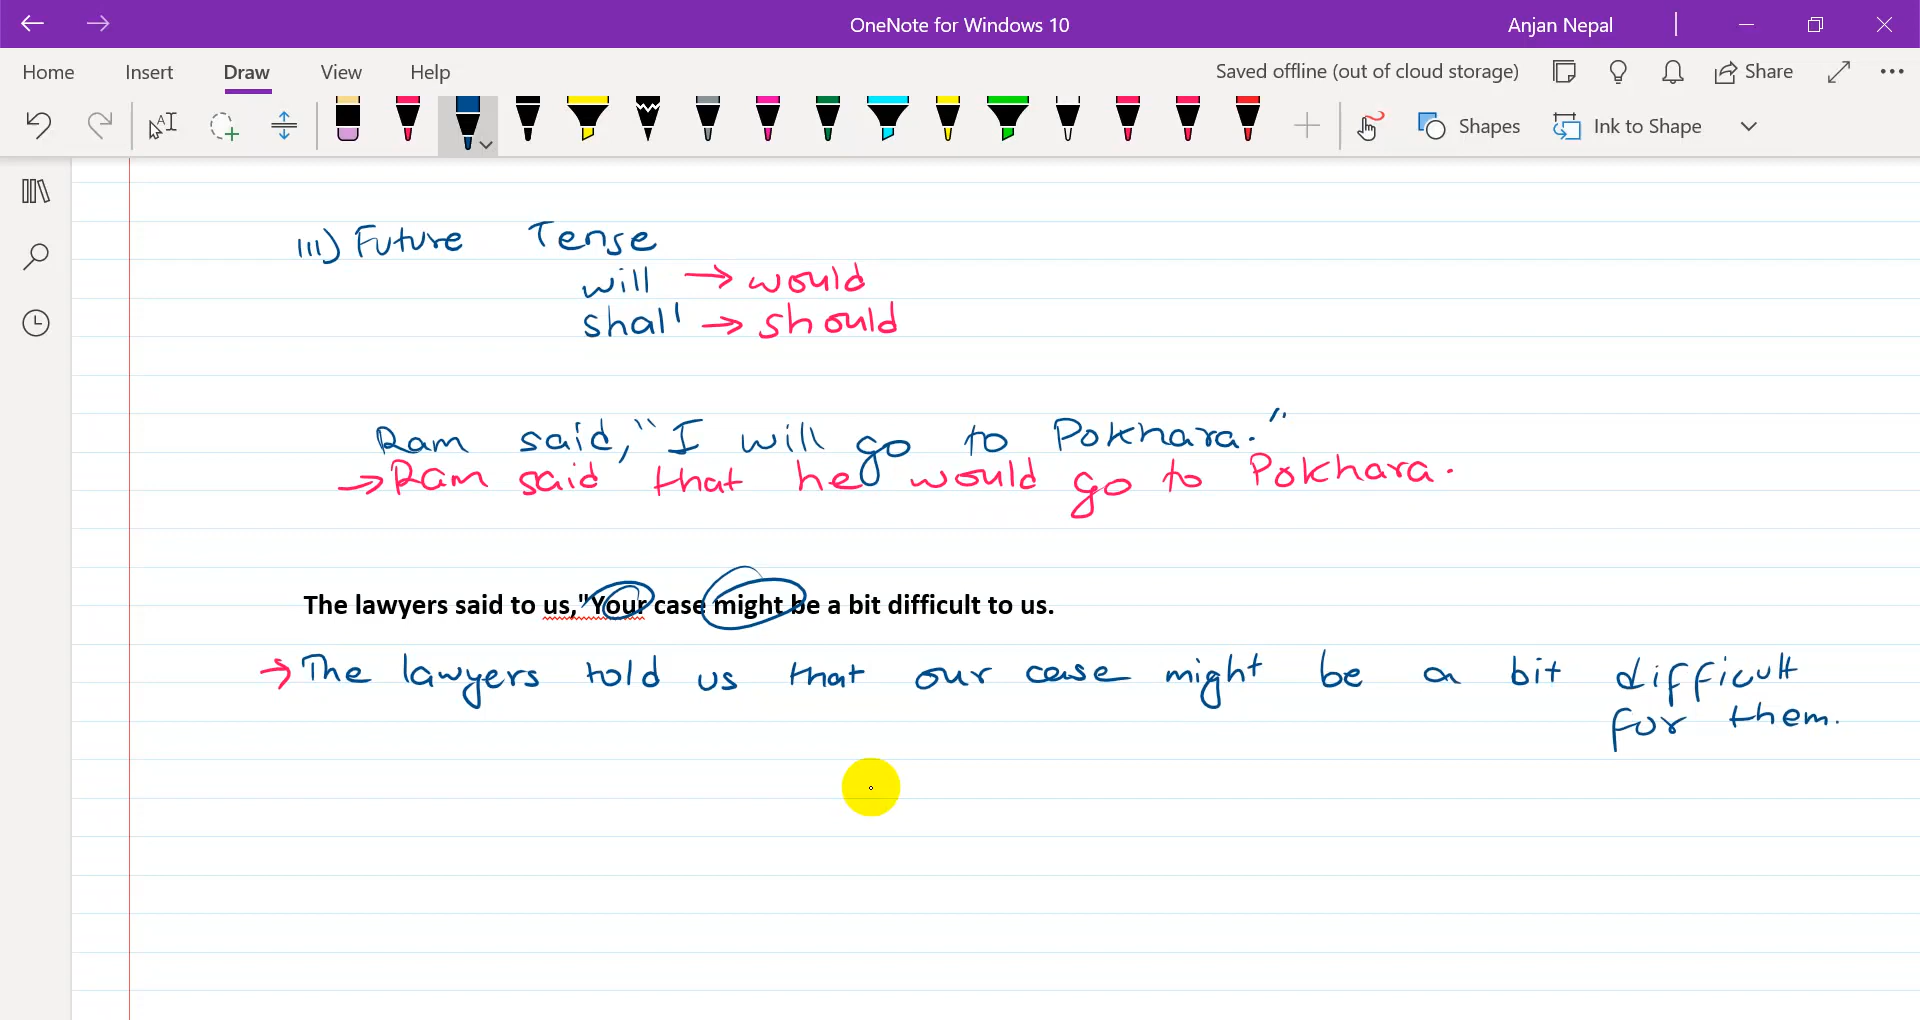 OneNote for Windows 10
Anjan Nepal
Home Insert Draw View Help
Saved offline (out of cloud storage)
Share
Shapes
Ink to Shape
III) Future Tense
will → would
shall → should
Ram said, "I will go to Pokhara."
→ Ram said that he would go to Pokhara.
The lawyers said to us,"Your case might be a bit difficult to us.
→ The lawyers told us that our case might be a bit difficult
for them.